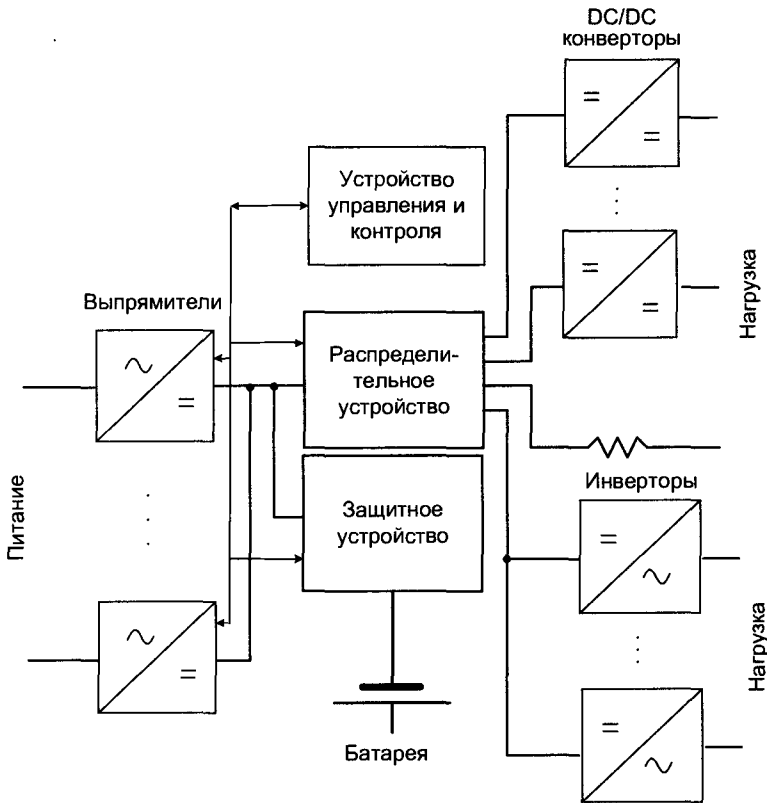 DC/DC
конверторы
Устройство
управления и
контроля
Выпрямители
Распредели-
тельное
устройство
Нагрузка
Питание
Защитное
устройство
Инверторы
Нагрузка
Батарея